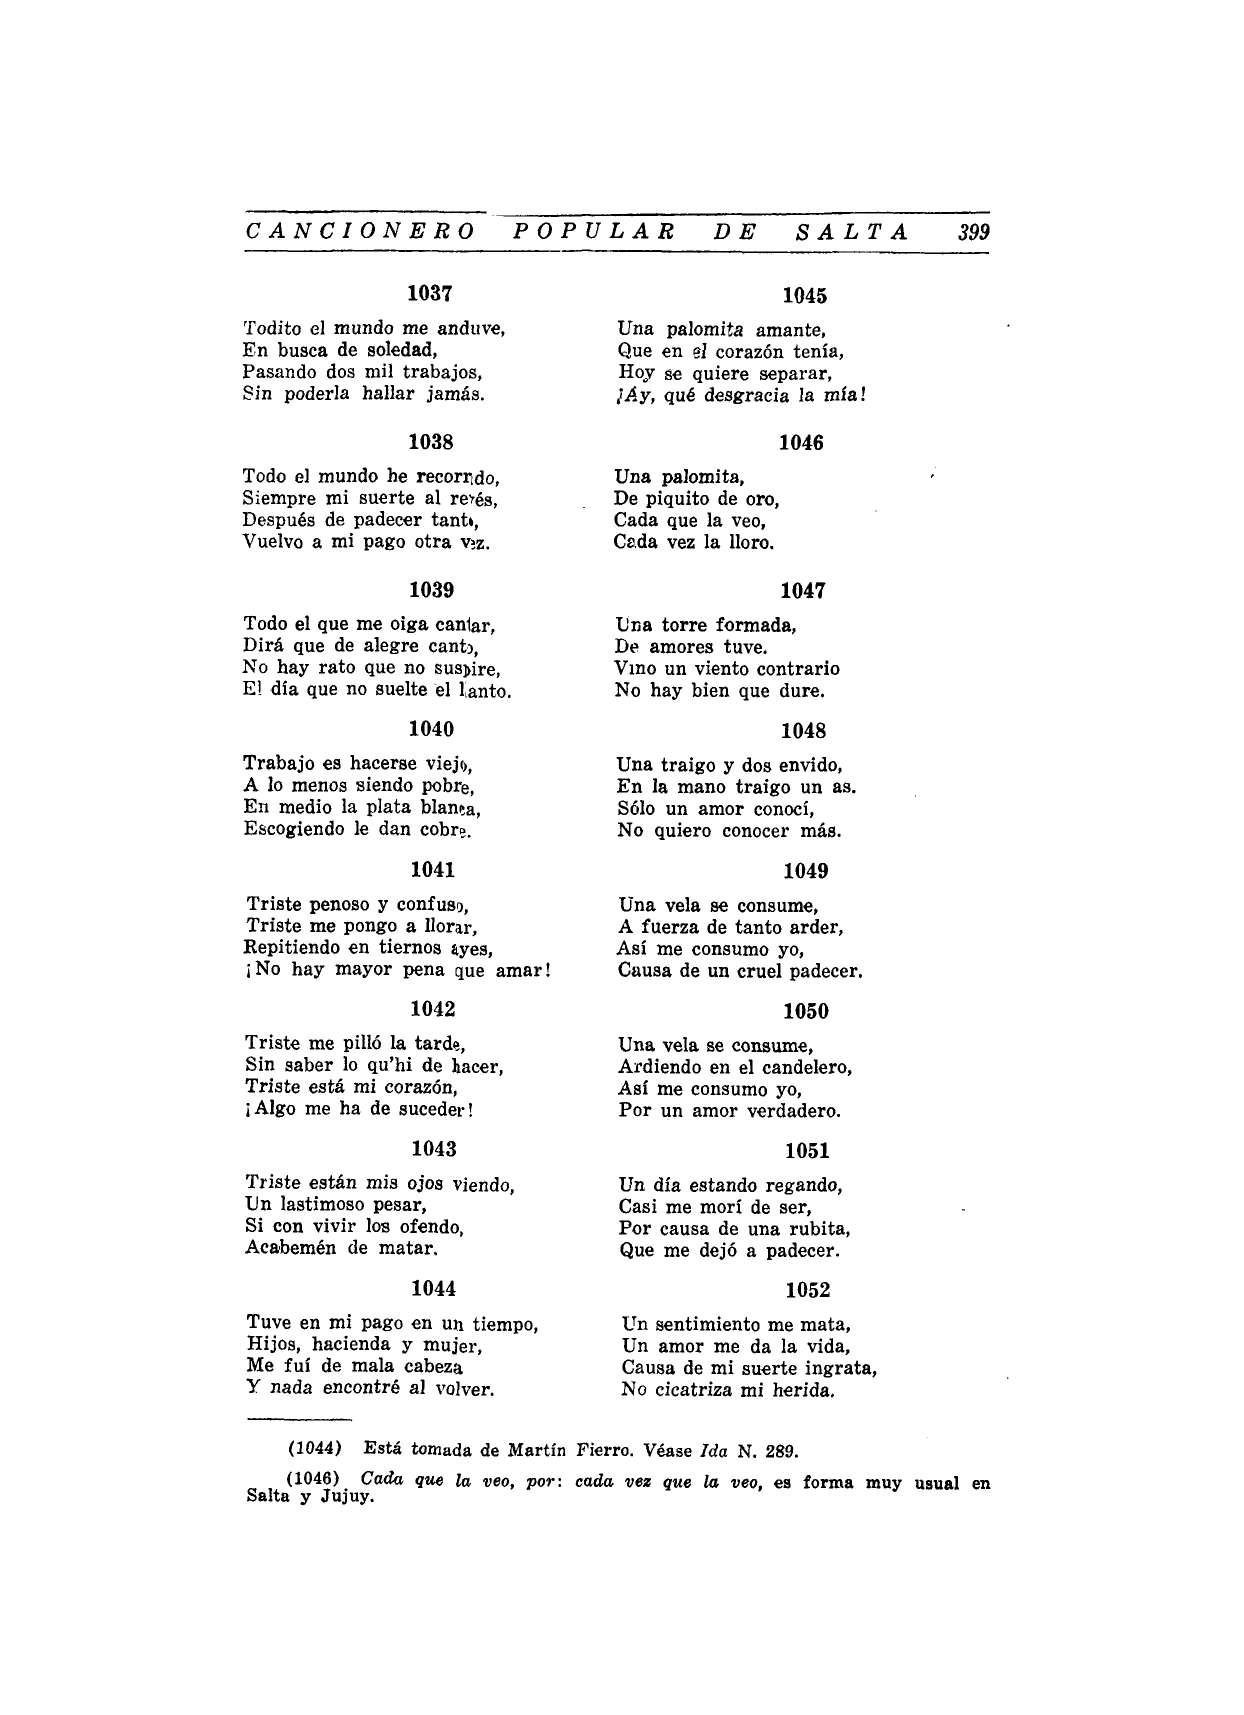 CANCIONERO POPULAR DE SALTA 399
1037
Todito el mundo me anduve,
En busca de soledad,
Pasando dos mil trabajos,
Sin poderla hallar jamás.
1038
Todo el mundo he recorrido,
Siempre mi suerte al revés,
Después de padecer tanto,
Vuelvo a mi pago otra vez.
1039
Todo el que me oiga cantar,
Dirá que de alegre canto,
No hay rato que no suspire,
El día que no suelte el llanto.
1040
Trabajo es hacerse viejo,
A lo menos siendo pobre,
En medio la plata blanca,
Escogiendo le dan cobre.
1041
Triste penoso y confuso,
Triste me pongo a llorar,
Repitiendo en tiernos ayes,
¡No hay mayor pena que amar!
1042
Triste me pilló la tarde,
Sin saber lo qu'hi de hacer,
Triste está mi corazón,
¡Algo me ha de suceder!
1043
Triste están mis ojos viendo,
Un lastimoso pesar,
Si con vivir los ofendo,
Acabemén de matar.
1044
Tuve en mi pago en un tiempo,
Hijos, hacienda y mujer,
Me fuí de mala cabeza
Y nada encontré al volver.
1045
Una palomita amante,
Que en el corazón tenía,
Hoy se quiere separar,
¡Ay, qué desgracia la mía!
1046
Una palomita,
De piquito de oro,
Cada que la veo,
Cada vez la lloro.
1047
Una torre formada,
De amores tuve.
Vino un viento contrario
No hay bien que dure.
1048
Una traigo y dos envido,
En la mano traigo un as.
Sólo un amor conocí,
No quiero conocer más.
1049
Una vela se consume,
A fuerza de tanto arder,
Así me consumo yo,
Causa de un cruel padecer.
1050
Una vela se consume,
Ardiendo en el candelero,
Así me consumo yo,
Por un amor verdadero.
1051
Un día estando regando,
Casi me morí de ser,
Por causa de una rubita,
Que me dejó a padecer.
1052
Un sentimiento me mata,
Un amor me da la vida,
Causa de mi suerte ingrata,
No cicatriza mi herida.
(1044) Está tomada de Martín Fierro. Véase Ida N. 289.
(1046) Cada que la veo, por: cada vez que la veo, es forma muy usual en
Salta y Jujuy.